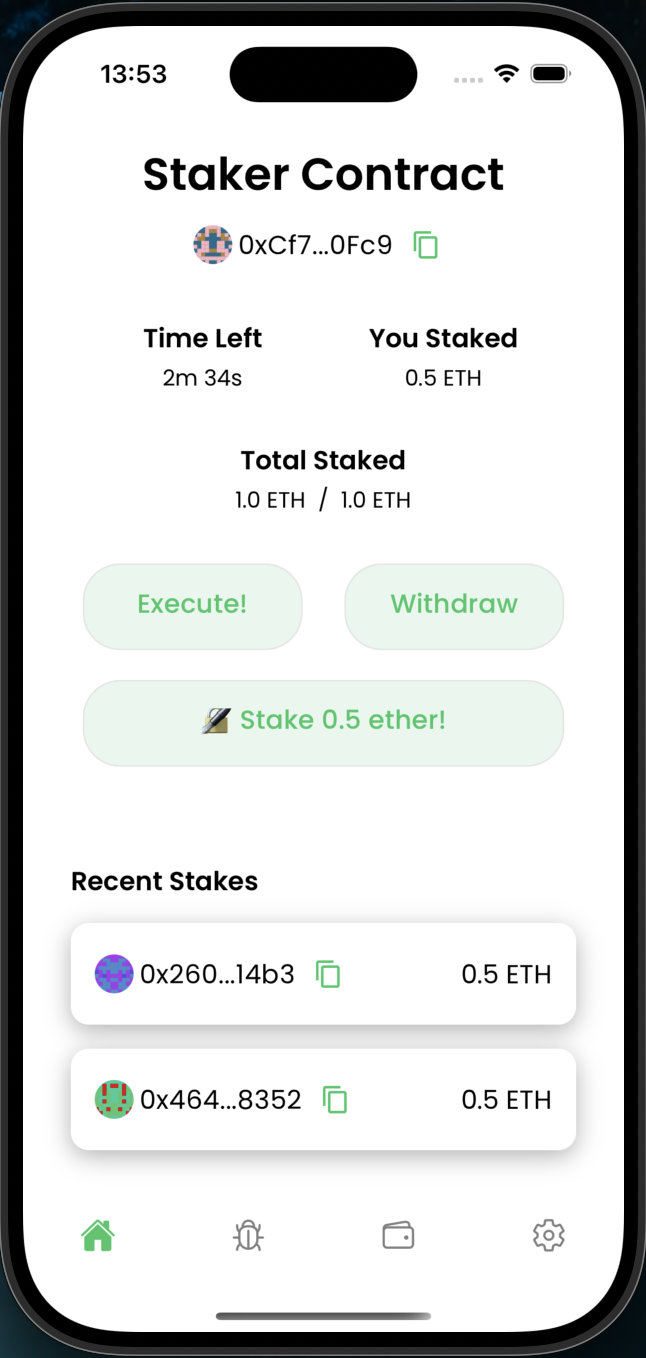 13:53
Staker Contract
0xCf7...0Fc9
Time Left
You Staked
2m 34s
0.5 ETH
Total Staked
1.0 ETH / 1.0 ETH
Execute!
Withdraw
Stake 0.5 ether!
Recent Stakes
0x260...14b3
0.5 ETH
0x464...8352
0.5 ETH